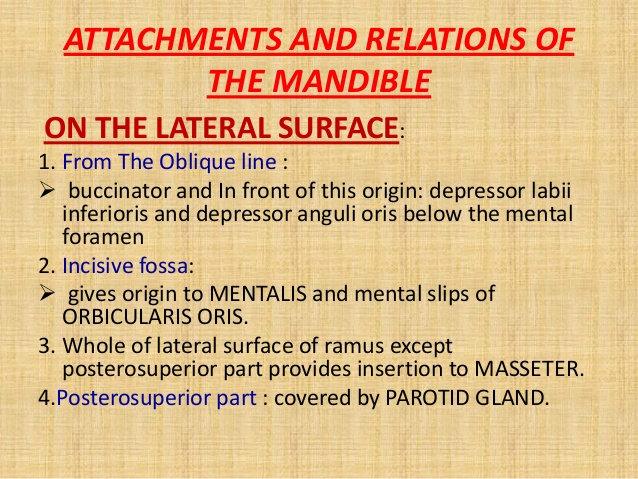 ATTACHMENTS AND RELATIONS OF
THE MANDIBLE
ON THE LATERAL SURFACE:
1. From The Oblique line :
➢ buccinator and In front of this origin: depressor labii
inferioris and depressor anguli oris below the mental
foramen
2. Incisive fossa:
➢ gives origin to MENTALIS and mental slips of
ORBICULARIS ORIS.
3. Whole of lateral surface of ramus except
posterosuperior part provides insertion to MASSETER.
4.Posterosuperior part : covered by PAROTID GLAND.